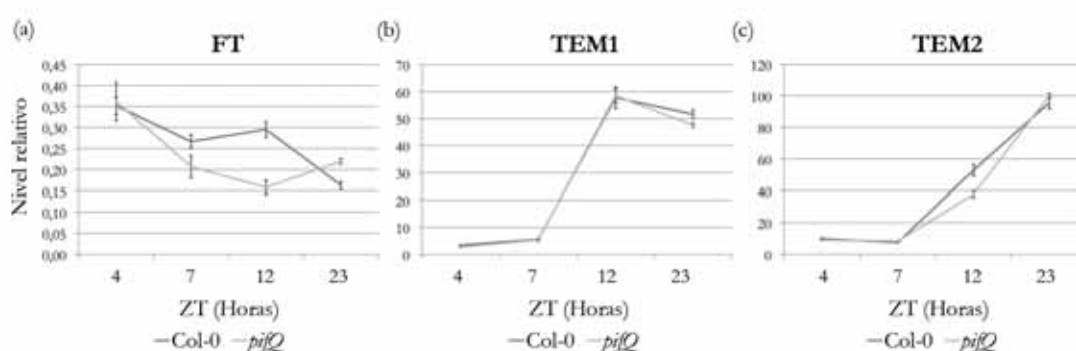 (a) FT
Nivel relativo
0,45
0,40
0,35
0,30
0,25
0,20
0,15
0,10
0,05
0,00
4 7 12 23
ZT (Horas)
Col-0 pifQ
(b) TEM1
70
60
50
40
30
20
10
0
4 7 12 23
ZT (Horas)
Col-0 pifQ
(c) TEM2
120
100
80
60
40
20
0
4 7 12 23
ZT (Horas)
Col-0 pifQ